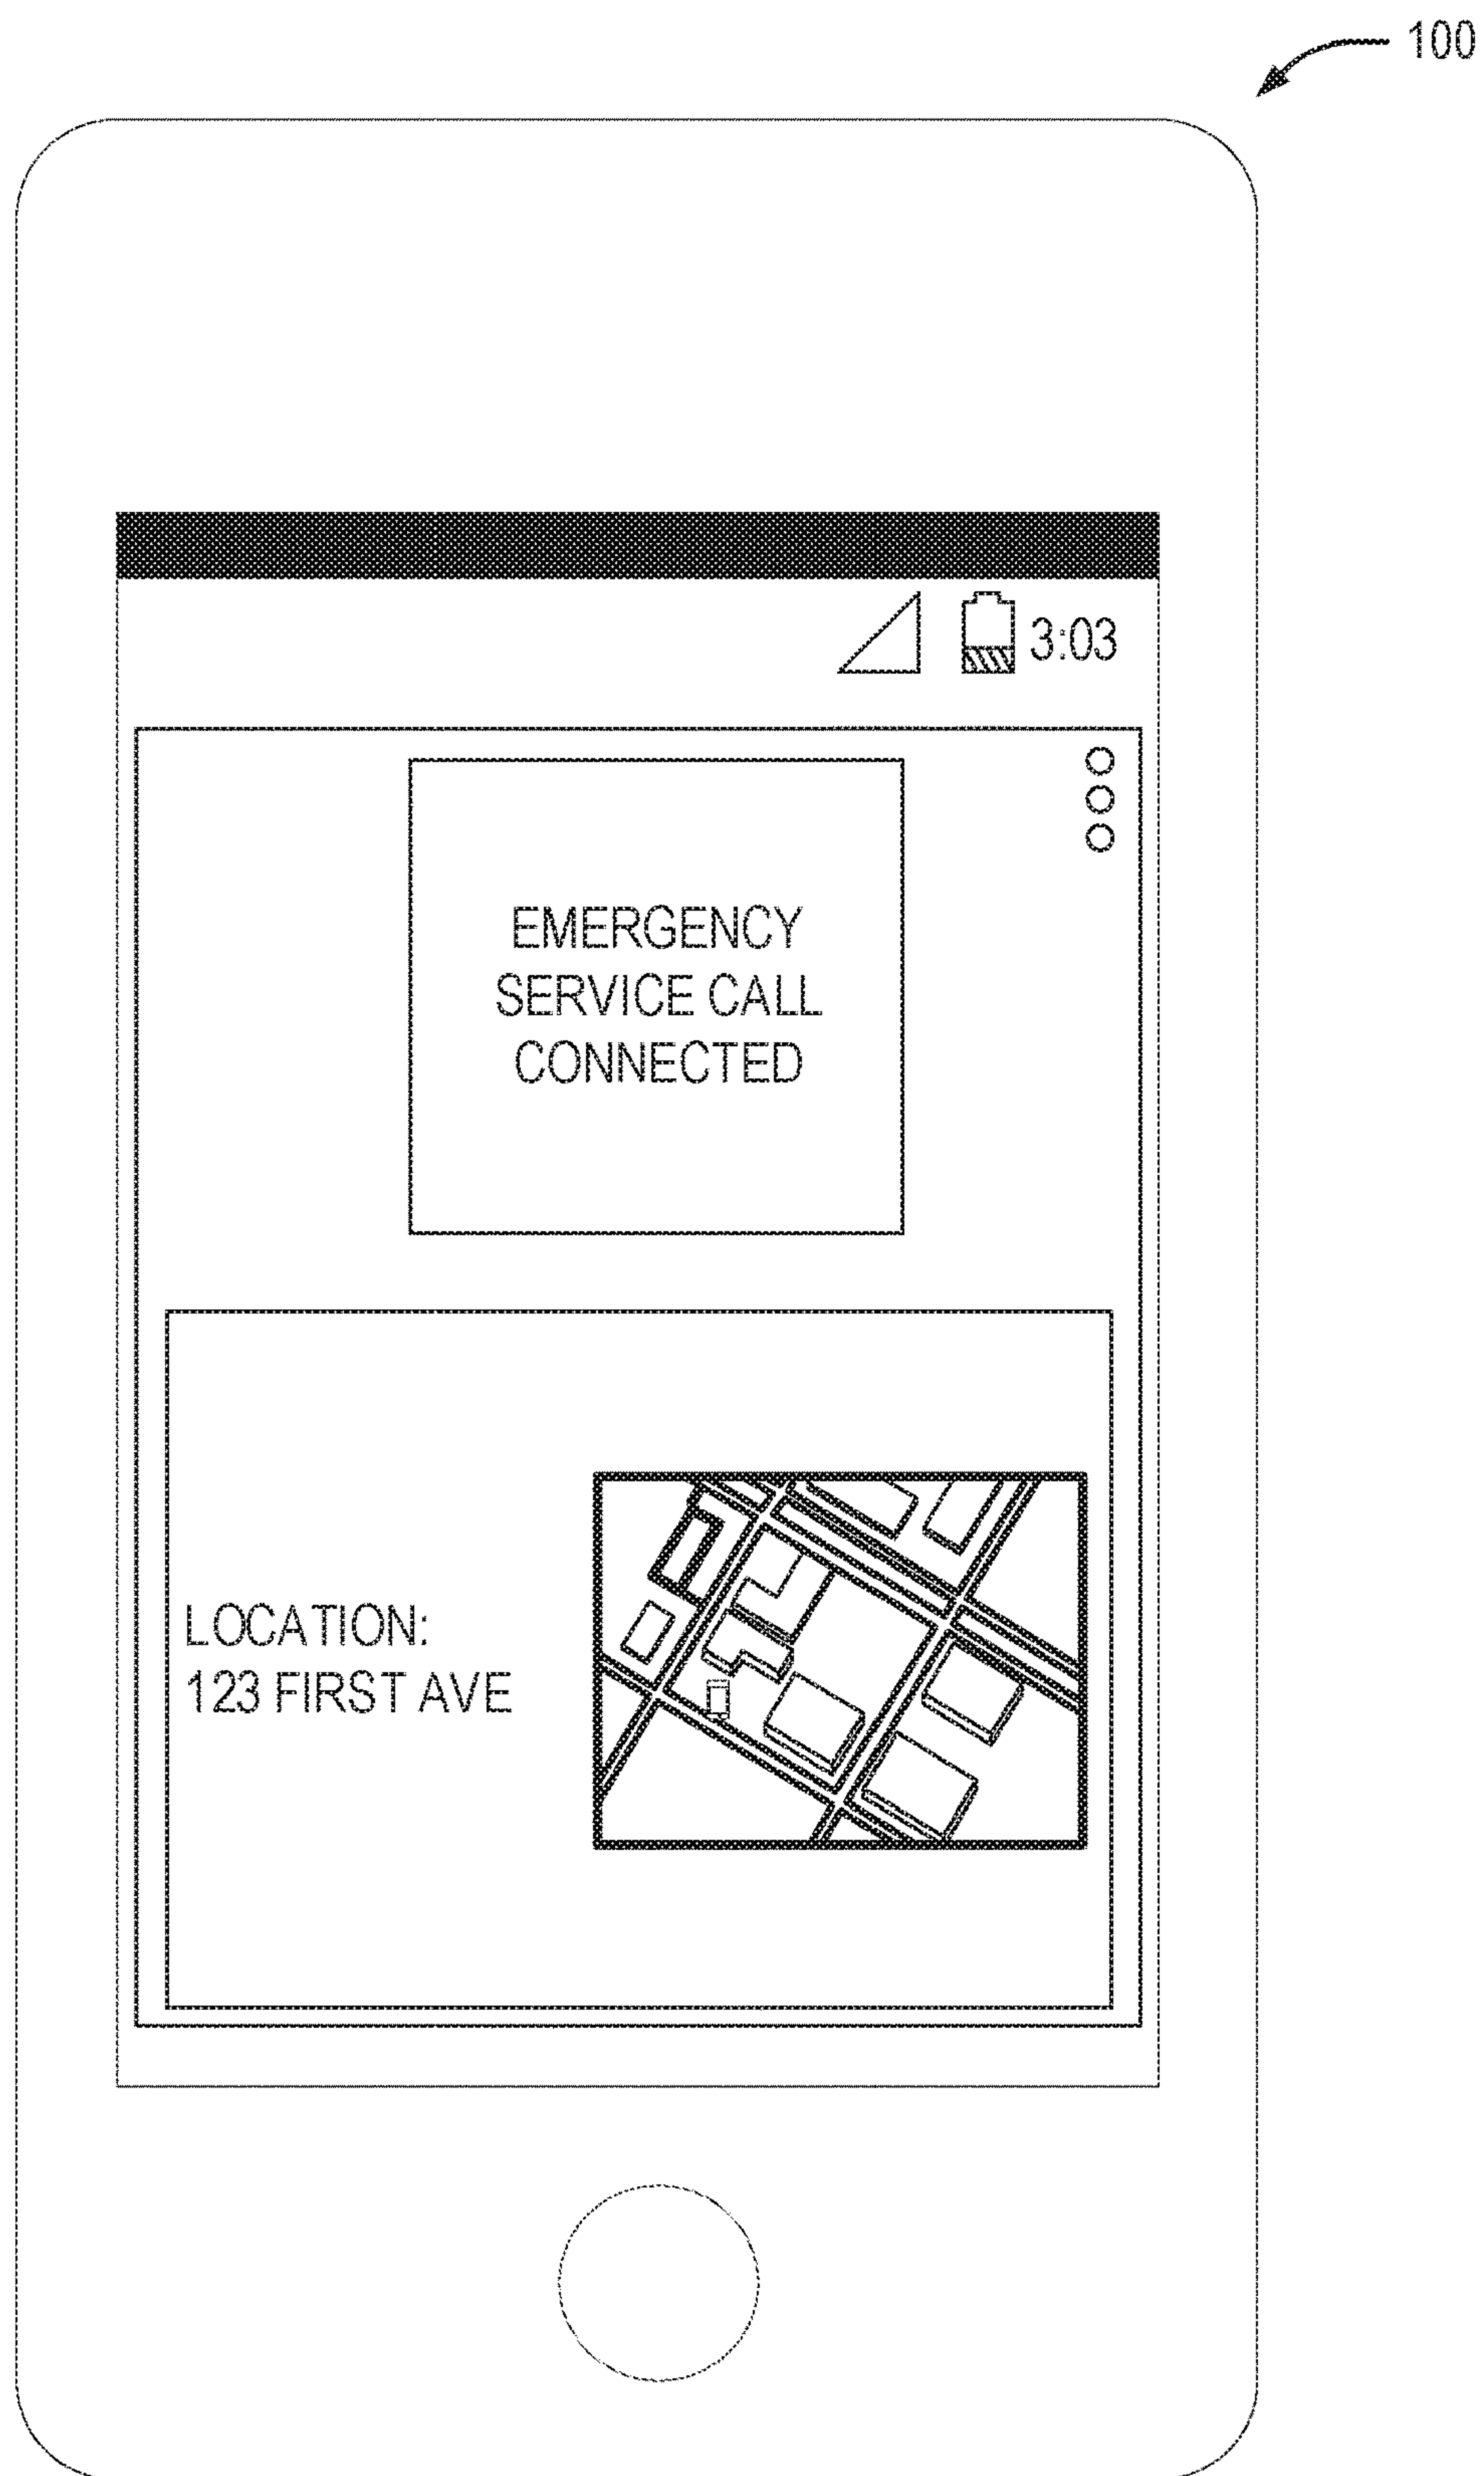 100
3:03
EMERGENCY
SERVICE CALL
CONNECTED
LOCATION:
123 FIRST AVE